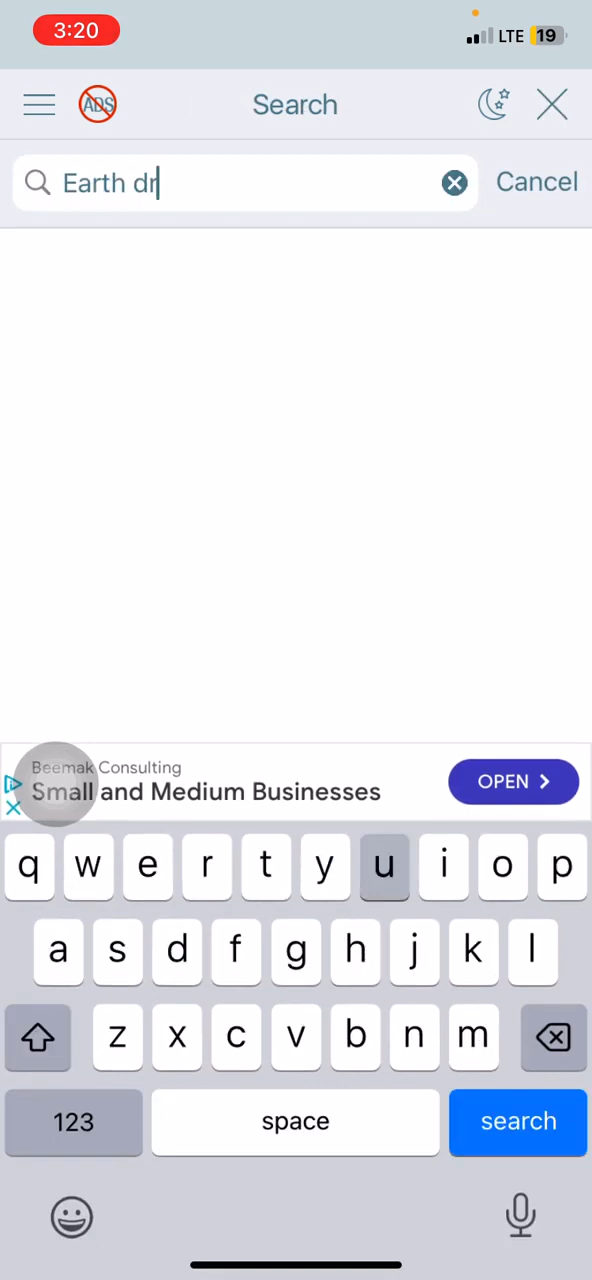 3:20
LTE 19
ADS
Search
Earth dr
Cancel
Beemak Consulting
Small and Medium Businesses
OPEN
q w e r t y u i o p
a s d f g h j k l
z x c v b n m
123 space search